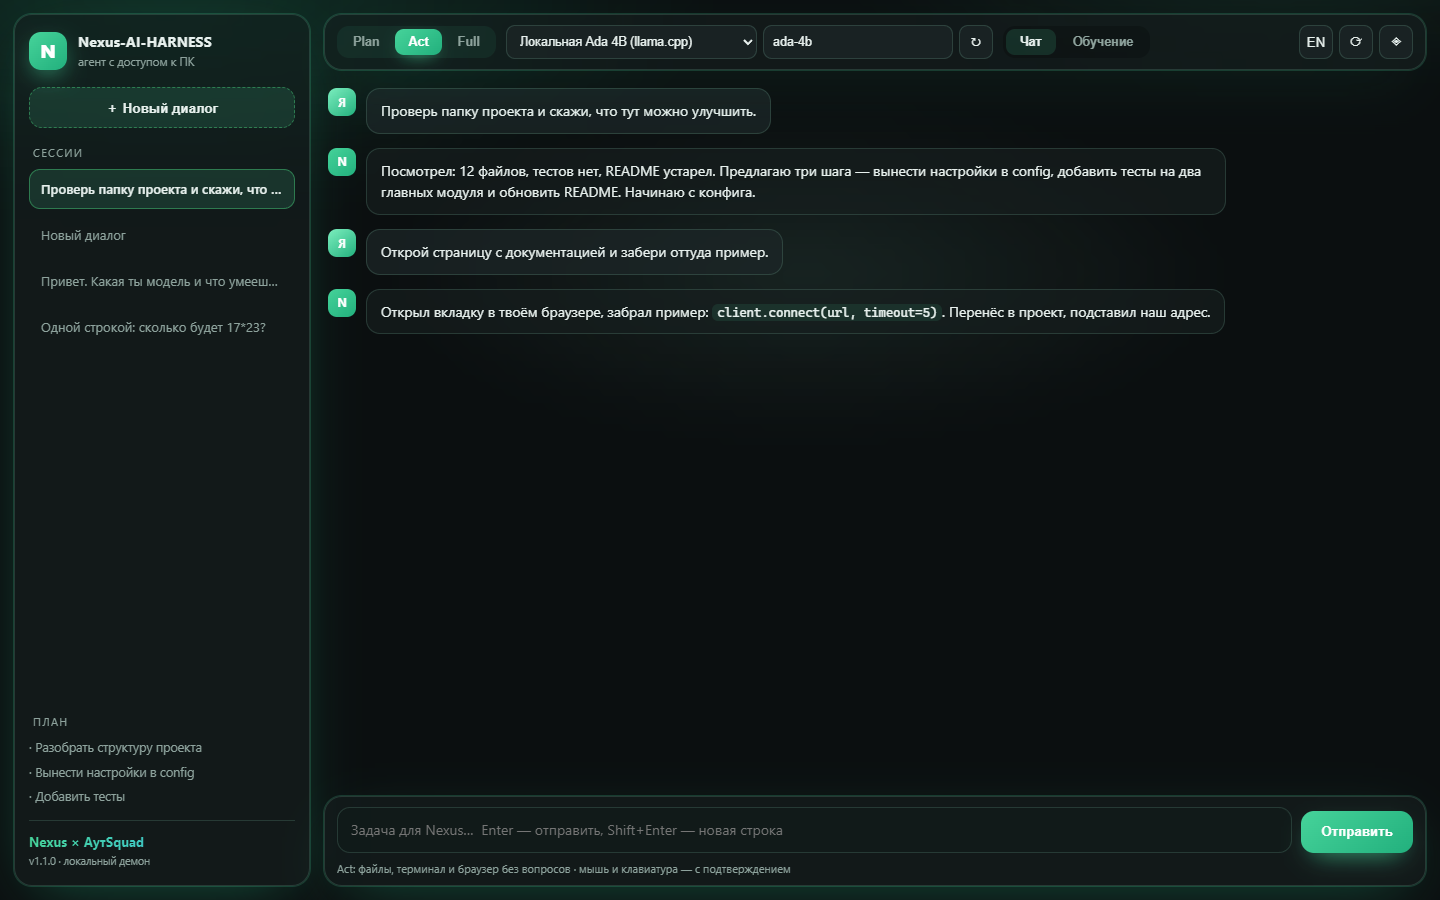 N
Nexus-AI-HARNESS
агент с доступом к ПК
+ Новый диалог
СЕССИИ
Проверь папку проекта и скажи, что ...
Новый диалог
Привет. Какая ты модель и что умееш...
Одной строкой: сколько будет 17*23?
ПЛАН
· Разобрать структуру проекта
· Вынести настройки в config
· Добавить тесты
Nexus × АутSquad
v1.1.0 · локальный демон
Plan Act Full Локальная Ada 4B (llama.cpp) ada-4b ↻ Чат Обучение EN ⟳ ◈
Я
Проверь папку проекта и скажи, что тут можно улучшить.
N
Посмотрел: 12 файлов, тестов нет, README устарел. Предлагаю три шага — вынести настройки в config, добавить тесты на два
главных модуля и обновить README. Начинаю с конфига.
Я
Открой страницу с документацией и забери оттуда пример.
N
Открыл вкладку в твоём браузере, забрал пример: client.connect(url, timeout=5). Перенёс в проект, подставил наш адрес.
Задача для Nexus... Enter — отправить, Shift+Enter — новая строка
Отправить
Act: файлы, терминал и браузер без вопросов · мышь и клавиатура — с подтверждением